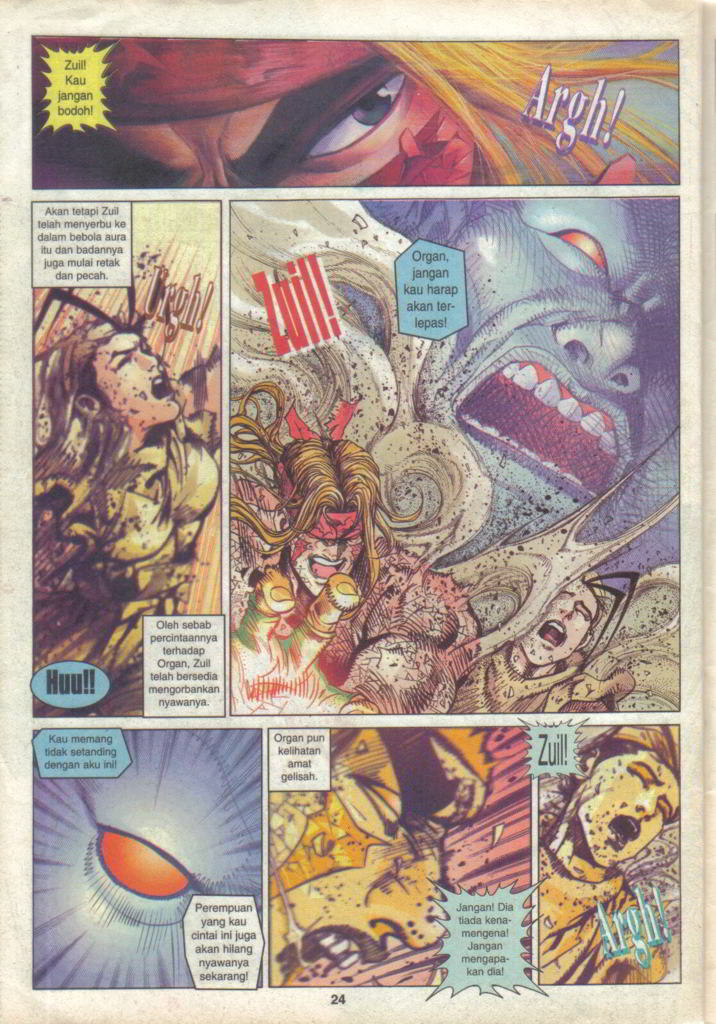 Zuil!
Kau
jangan
bodoh!
Argh!
Akan tetapi Zuil
telah menyerbu ke
dalam bebola aura
itu dan badannya
juga mulai retak
dan pecah.
Urgh!
Oleh sebab
percintaannya
terhadap
Organ, Zuil
telah bersedia
mengorbankan
nyawanya.
Huu!!
Zuil!!
Organ,
jangan
kau harap
akan ter-
lepas!
Kau memang
tidak setanding
dengan aku ini!
Perempuan
yang kau
cintai ini juga
akan hilang
nyawanya
sekarang!
Organ pun
kelihatan
amat
gelisah.
Jangan! Dia
tiada kena-
mengena!
Jangan
mengapa-
kan dia!
Zuil!
Argh!
24